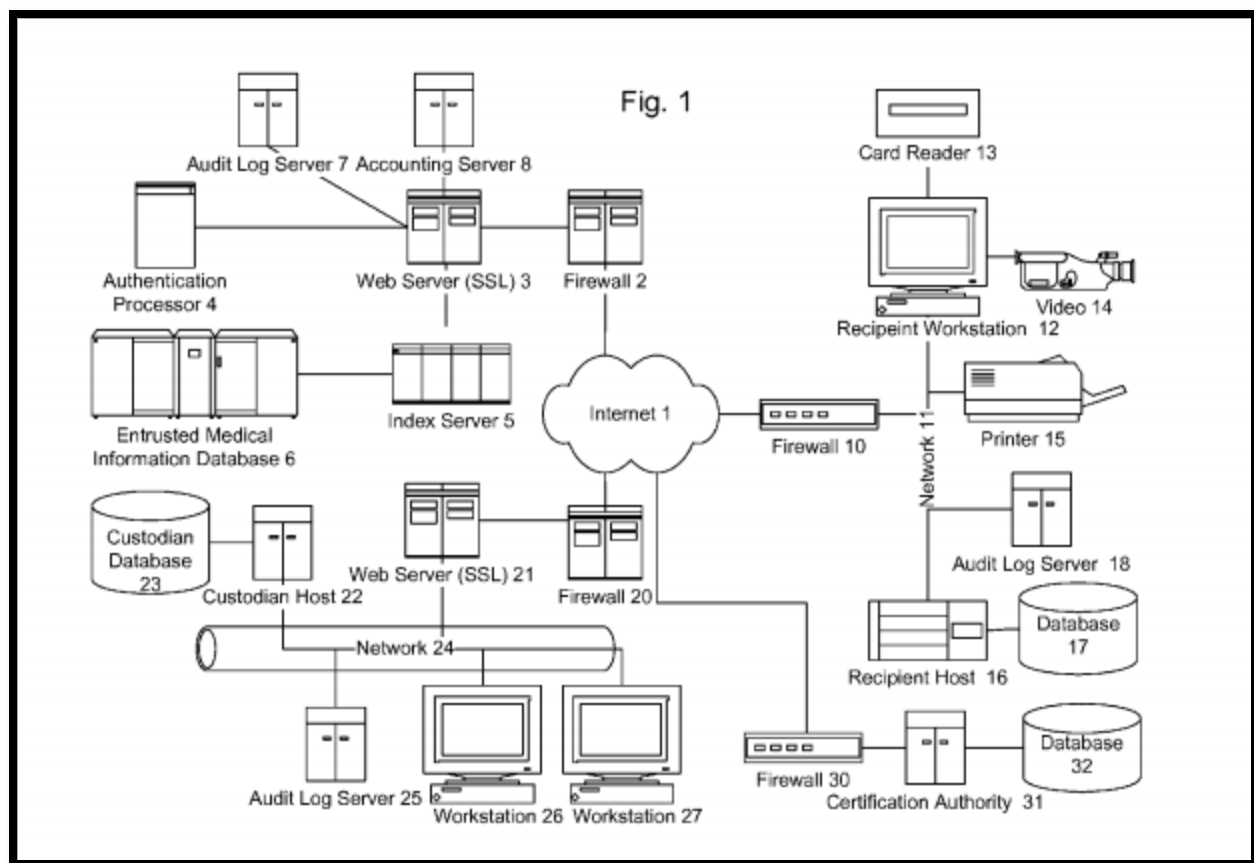 Fig. 1
Audit Log Server 7
Accounting Server 8
Card Reader 13
Authentication
Processor 4
Web Server (SSL) 3
Firewall 2
Video 14
Recipeint Workstation 12
Entrusted Medical
Information Database 6
Index Server 5
Internet 1
Firewall 10
Network 11
Printer 15
Custodian
Database
23
Custodian Host 22
Web Server (SSL) 21
Firewall 20
Audit Log Server 18
Database
17
Recipient Host 16
Network 24
Audit Log Server 25
Workstation 26
Workstation 27
Firewall 30
Certification Authority 31
Database
32